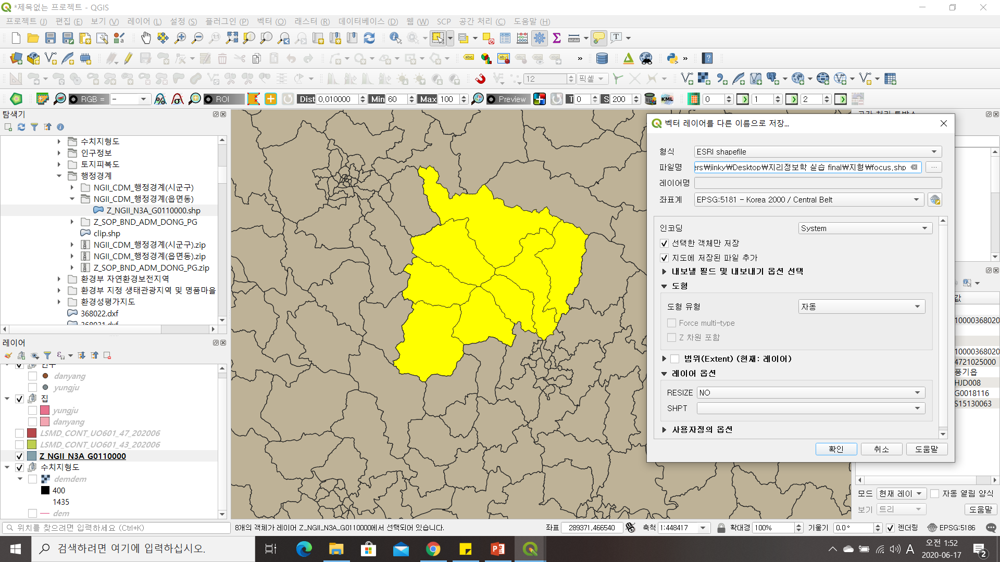 *제목없는 프로젝트 - QGIS
프로젝트 (J) 편집 (E) 보기 (V) 레이어 (L) 설정 (S) 플러그인 (P) 벡터 (O) 래스터 (R) 데이터베이스 (D) 웹 (W) SCP 공간 처리 (C) 도움말 (H)
12 픽셀
RGB = - ROI Dist 0,010000 Min 60 Max 100 Preview T 0 S 200 KML 0 1 2
탐색기
수치지형도
인구정보
토지피복도
행정경계
NGII_CDM_행정경계(시군구)
NGII_CDM_행정경계(읍면동)
Z_NGII_N3A_G0110000.shp
Z_SOP_BND_ADM_DONG_PG
clip.shp
NGII_CDM_행정경계(시군구).zip
NGII_CDM_행정경계(읍면동).zip
Z_SOP_BND_ADM_DONG_PG.zip
환경부 자연환경보전지역
환경부 지정 생태관광지역 및 명품마을
환경성평가지도
368022.dxf
368031.dxf
레이어
인구
danyang
yungju
집
yungju
danyang
LSMD_CONT_UO601_47_202006
LSMD_CONT_UO601_43_202006
Z_NGII_N3A_G0110000
수치지형도
demdem
400
1435
dem
벡터 레이어를 다른 이름으로 저장...
형식 ESRI shapefile
파일명 ers₩jinky₩Desktop₩지리정보학 실습 final₩지형₩focus.shp ...
레이어명
좌표계 EPSG:5181 - Korea 2000 / Central Belt
인코딩 System
선택한 객체만 저장
지도에 저장된 파일 추가
내보낼 필드 및 내보내기 옵션 선택
도형
도형 유형 자동
Force multi-type
Z 차원 포함
범위(Extent) (현재: 레이어)
레이어 옵션
RESIZE NO
SHPT
사용자정의 옵션
확인 취소 도움말
값
10000368020
10000368020
4721025000
풍기읍
HJD008
G0018116
S15130063
모드 현재 레이 자동 열림 양식
보기 트리 도움말
위치를 찾으려면 입력하세요 (Ctrl+K) 8개의 객체가 레이어 Z_NGII_N3A_G0110000에서 선택되어 있습니다. 좌표 289371,466540 축척 1:448417 확대경 100% 기울기 0.0 ° 렌더링 EPSG:5186
검색하려면 여기에 입력하십시오. A 오전 1:52
2020-06-17 2